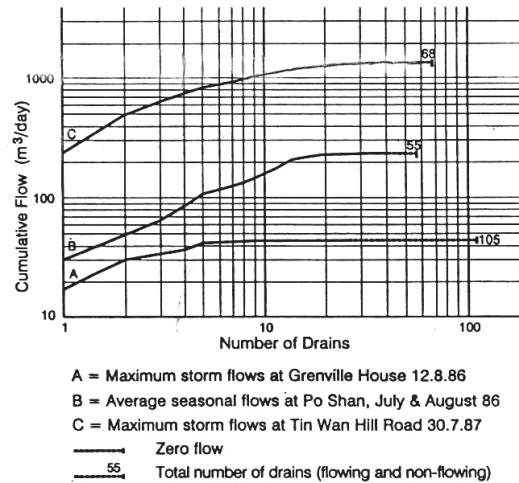 Cumulative Flow (m³/day)
1000
100
10
C
B
A
68
55
105
1
10
100
Number of Drains
A = Maximum storm flows at Grenville House 12.8.86
B = Average seasonal flows at Po Shan, July & August 86
C = Maximum storm flows at Tin Wan Hill Road 30.7.87
Zero flow
55 Total number of drains (flowing and non-flowing)